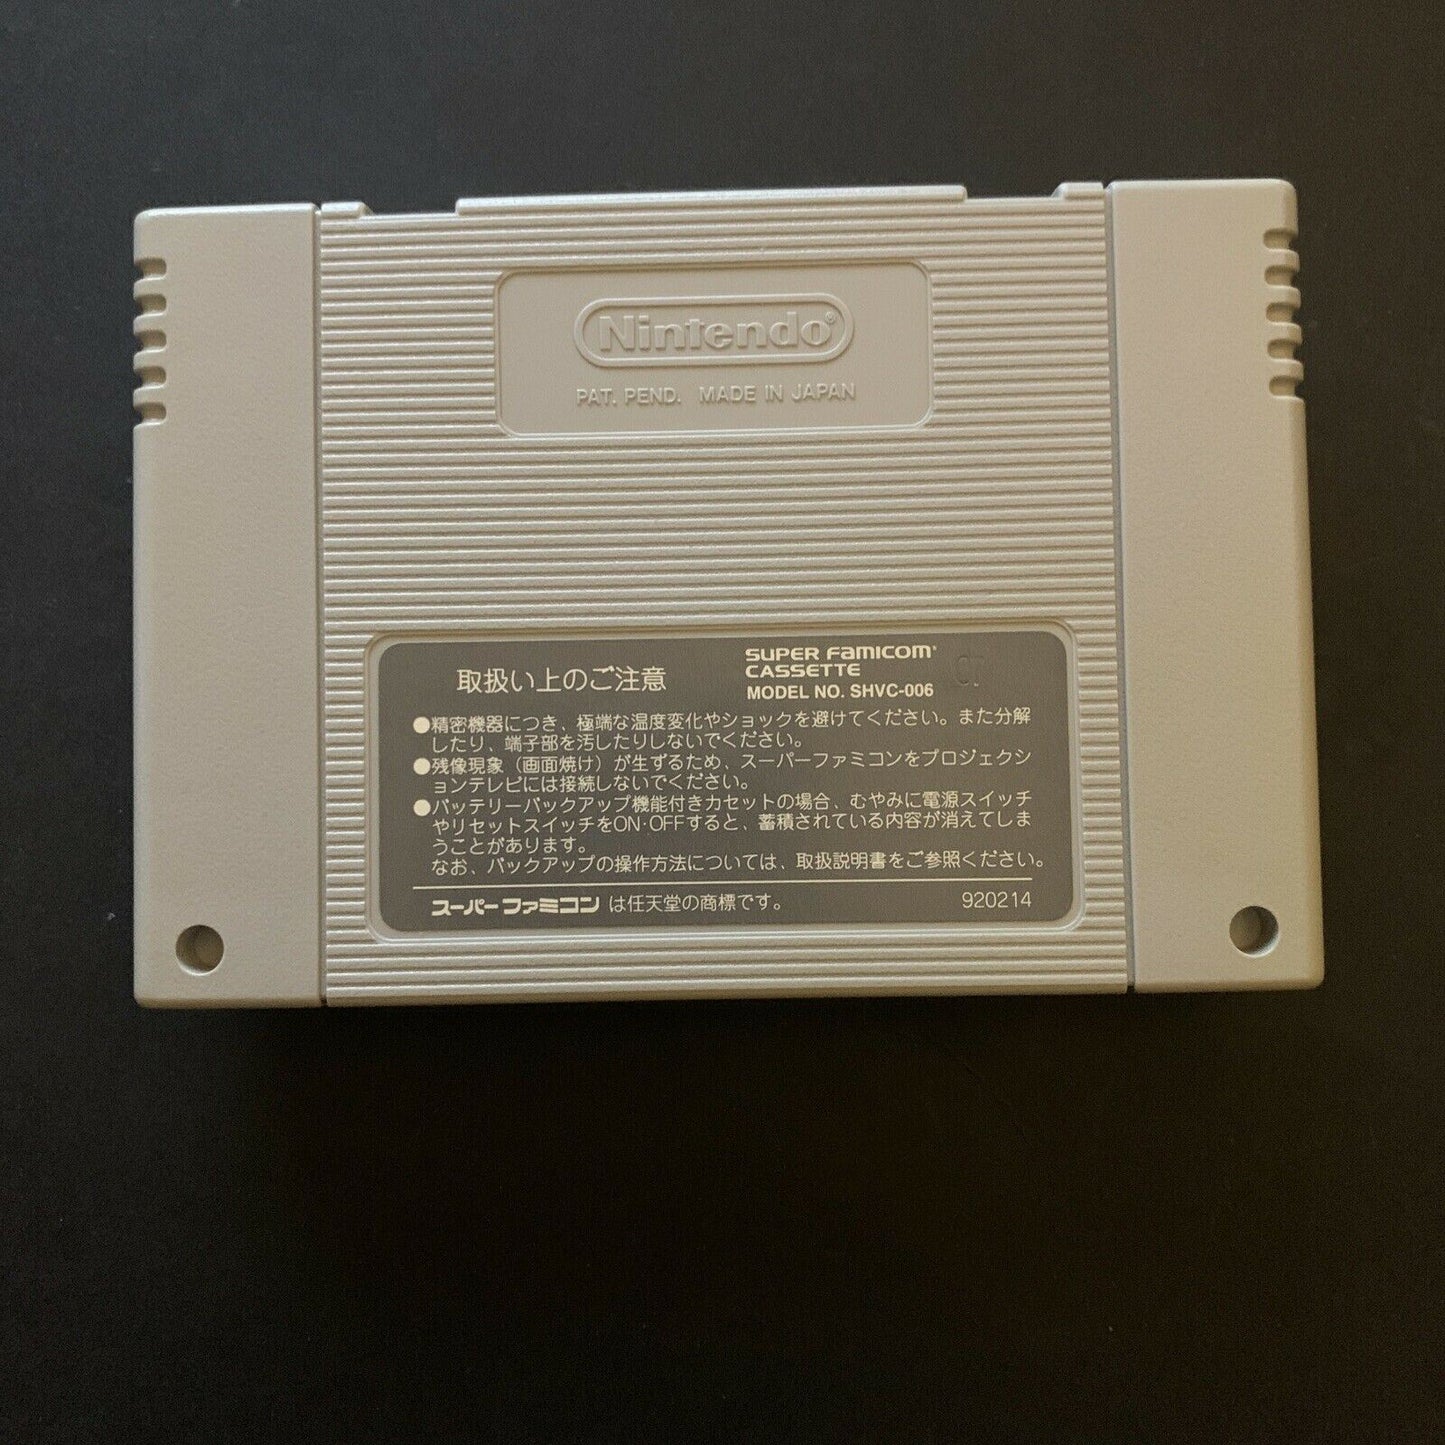 Nintendo®
PAT. PEND. MADE IN JAPAN
取扱い上のご注意
SUPER FAMICOM®
CASSETTE
MODEL NO. SHVC-006
●精密機器につき、極端な温度変化やショックを避けてください。また分解
したり、端子部を汚したりしないでください。
●残像現象（画面焼け）が生ずるため、スーパーファミコンをプロジェクシ
ョンテレビには接続しないでください。
●バッテリーバックアップ機能付きカセットの場合、むやみに電源スイッチ
やリセットスイッチをON・OFFすると、蓄積されている内容が消えてしま
うことがあります。
なお、バックアップの操作方法については、取扱説明書をご参照ください。
スーパーファミコン は任天堂の商標です。
920214